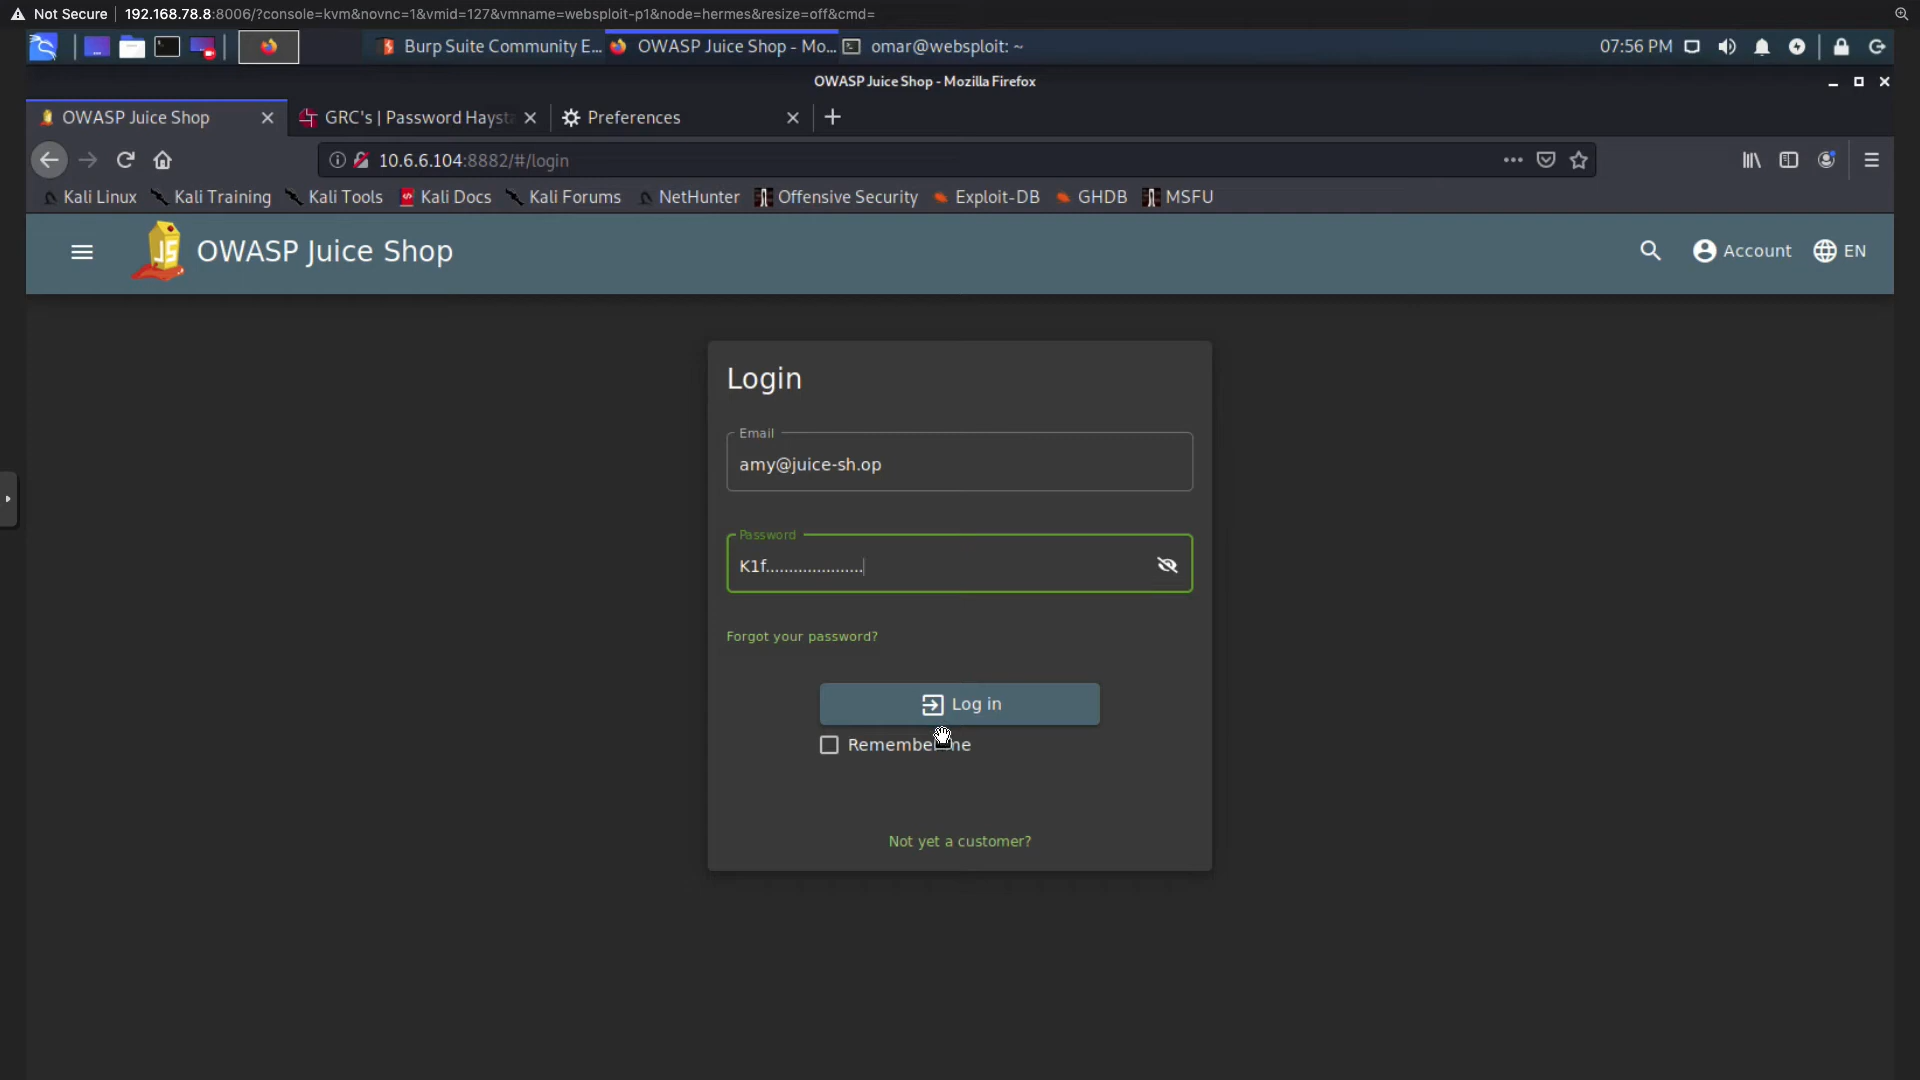 Not Secure | 192.168.78.8:8006/?console=kvm&novnc=1&vmid=127&vmname=websploit-p1&node=hermes&resize=off&cmd=
Burp Suite Community E... OWASP Juice Shop - Mo... omar@websploit: ~ 07:56 PM
OWASP Juice Shop - Mozilla Firefox
OWASP Juice Shop GRC's | Password Haysta Preferences
10.6.6.104:8882/#/login
Kali Linux Kali Training Kali Tools Kali Docs Kali Forums NetHunter Offensive Security Exploit-DB GHDB MSFU
JS OWASP Juice Shop Account EN
Login
Email
amy@juice-sh.op
Password
K1f.....................
Forgot your password?
Log in
Remember me
Not yet a customer?